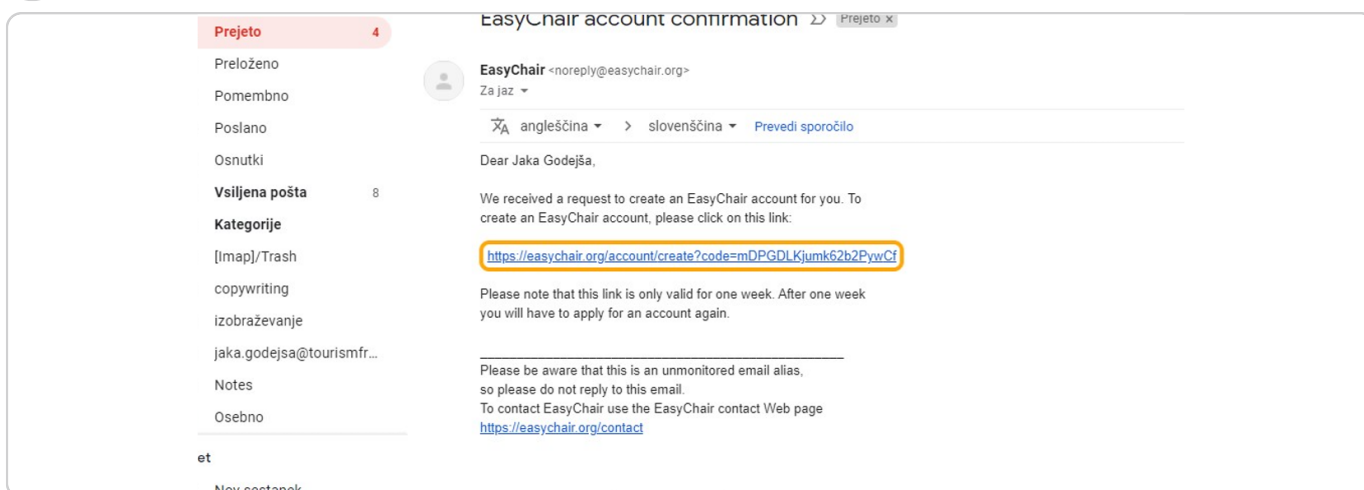 Prejeto 4
Preloženo
Pomembno
Poslano
Osnutki
Vsiljena pošta 8
Kategorije
[Imap]/Trash
copywriting
izobraževanje
jaka.godejsa@tourismfr...
Notes
Osebno
et
Nov sestanek
EasyChair account confirmation Prejeto x
EasyChair <noreply@easychair.org>
Za jaz
angleščina > slovenščina Prevedi sporočilo
Dear Jaka Godejša,
We received a request to create an EasyChair account for you. To
create an EasyChair account, please click on this link:
https://easychair.org/account/create?code=mDPGDLKjumk62b2PywCf
Please note that this link is only valid for one week. After one week
you will have to apply for an account again.
Please be aware that this is an unmonitored email alias,
so please do not reply to this email.
To contact EasyChair use the EasyChair contact Web page
https://easychair.org/contact